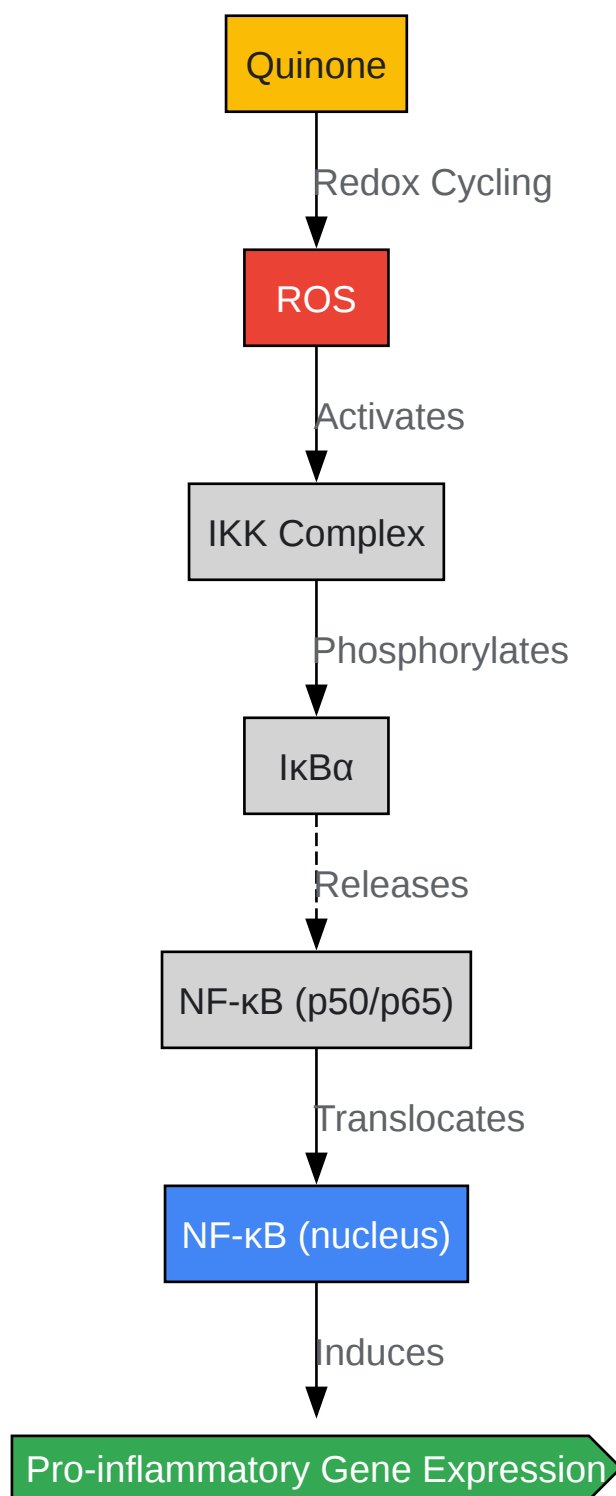 Quinone
Redox Cycling
ROS
Activates
IKK Complex
Phosphorylates
IκBα
Releases
NF-κB (p50/p65)
Translocates
NF-κB (nucleus)
Induces
Pro-inflammatory Gene Expression